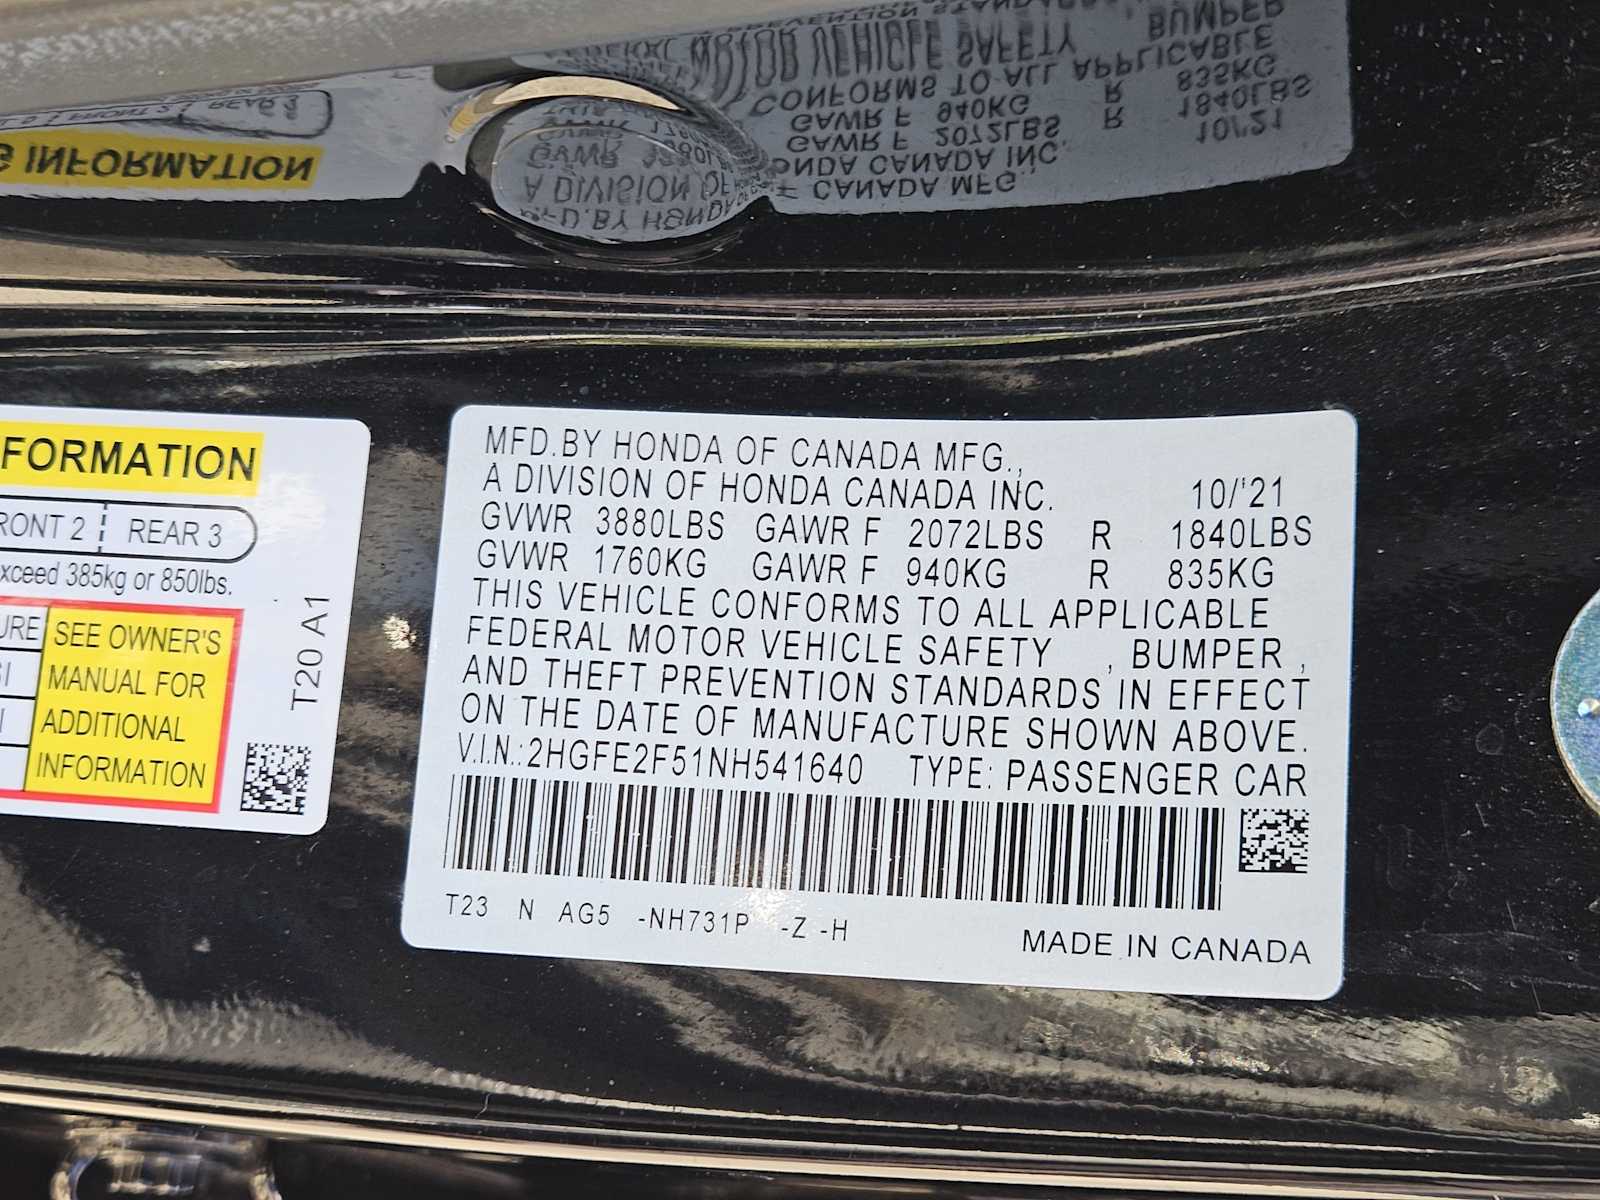 FORMATION
RONT 2 REAR 3
xceed 385kg or 850lbs.
URE
SEE OWNER'S
MANUAL FOR
ADDITIONAL
INFORMATION
T20 A1
MFD.BY HONDA OF CANADA MFG.,
A DIVISION OF HONDA CANADA INC. 10/'21
GVWR 3880LBS GAWR F 2072LBS R 1840LBS
GVWR 1760KG GAWR F 940KG R 835KG
THIS VEHICLE CONFORMS TO ALL APPLICABLE
FEDERAL MOTOR VEHICLE SAFETY , BUMPER ,
AND THEFT PREVENTION STANDARDS IN EFFECT
ON THE DATE OF MANUFACTURE SHOWN ABOVE.
V.I.N.: 2HGFE2F51NH541640 TYPE: PASSENGER CAR
T23 N AG5 -NH731P -Z -H
MADE IN CANADA